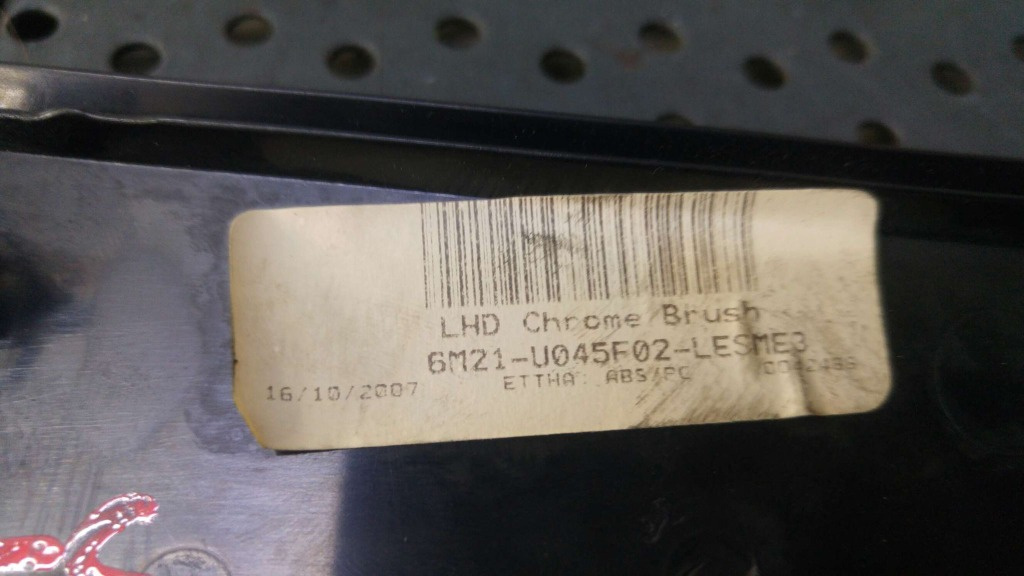 LHD Chrome Brush
6M21-U045F02-LESME3
ETTHA: ABS/PC
16/10/2007